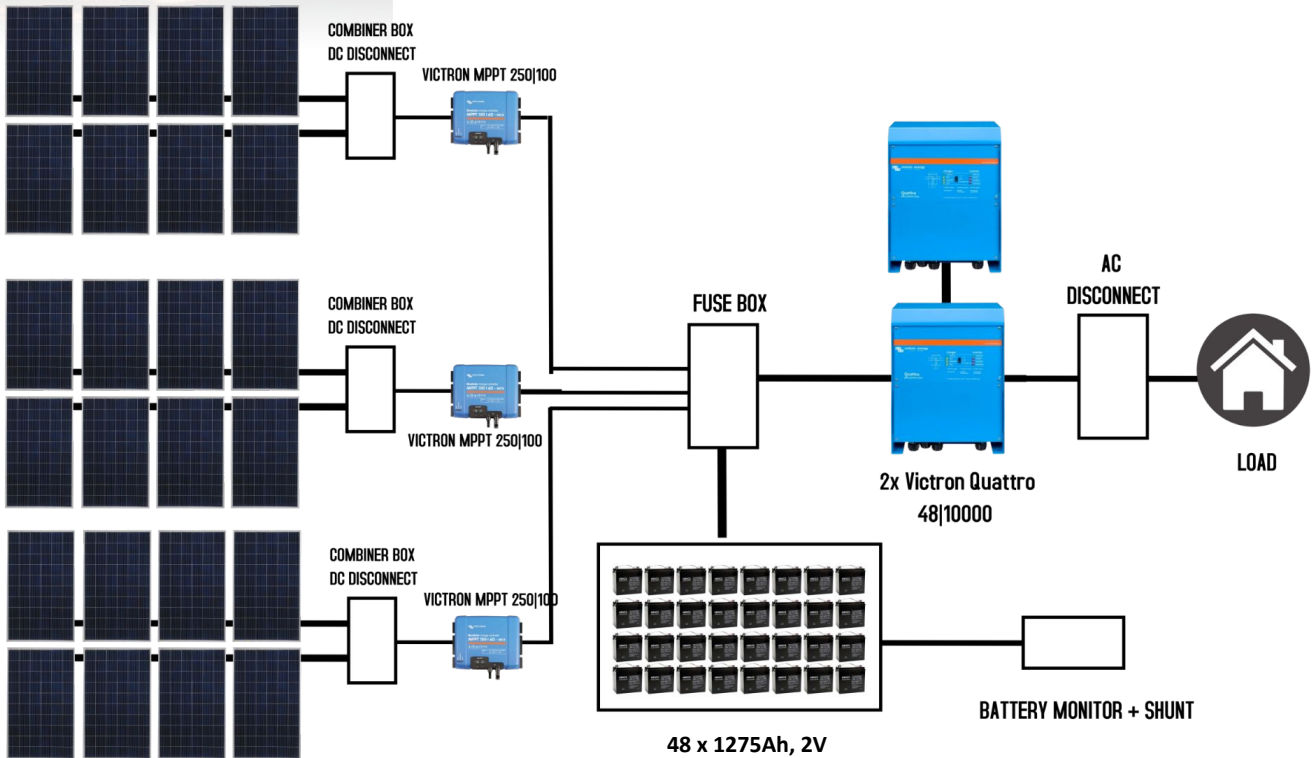 COMBINER BOX
DC DISCONNECT
VICTRON MPPT 250|100
COMBINER BOX
DC DISCONNECT
VICTRON MPPT 250|100
COMBINER BOX
DC DISCONNECT
VICTRON MPPT 250|100
FUSE BOX
2x Victron Quattro
48|10000
AC
DISCONNECT
LOAD
BATTERY MONITOR + SHUNT
48 x 1275Ah, 2V